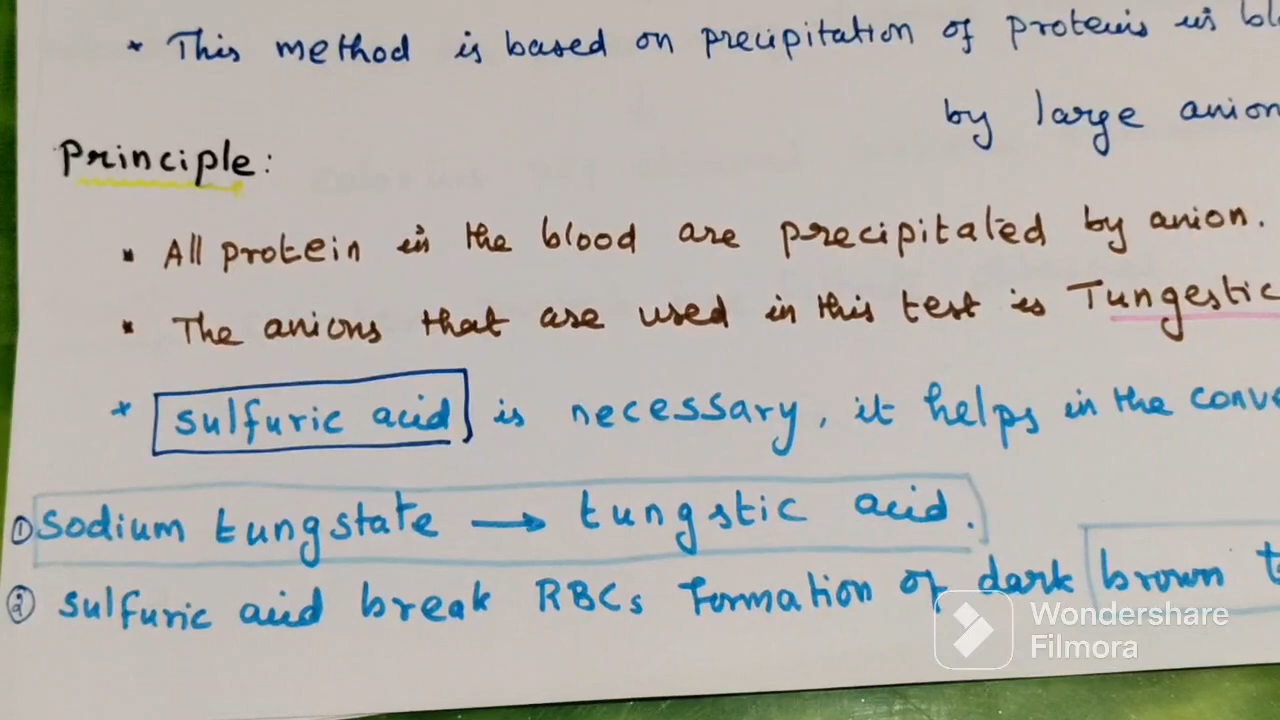 * This method is based on precipitation of proteins in bl
by large anion
Principle:
▪ All protein in the blood are precipitated by anion.
▪ The anions that are used in this test is Tungestic
* sulfuric acid is necessary, it helps in the conve
① Sodium tungstate → tungstic acid.
② sulfuric acid break RBCs Formation of dark brown t
Wondershare
Filmora